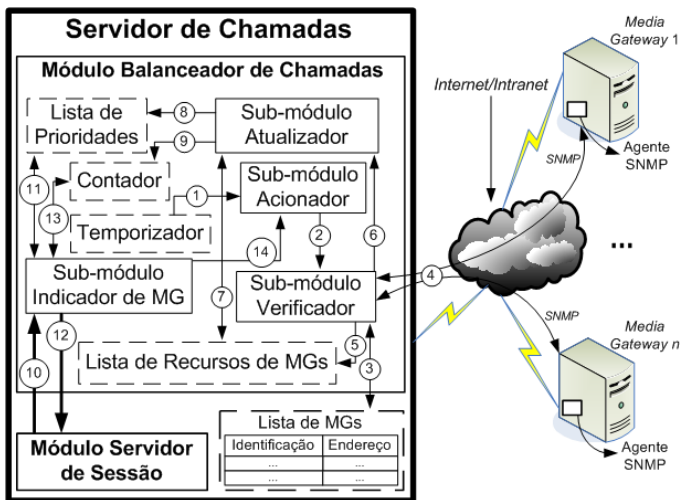 Servidor de Chamadas
Módulo Balanceador de Chamadas
Lista de
Prioridades
8
Sub-módulo
Atualizador
9
11
Contador
1
Sub-módulo
Acionador
13
Temporizador
14
2
6
Sub-módulo
Indicador de MG
Sub-módulo
Verificador
4
7
12
5
10
Lista de Recursos de MGs
3
Módulo Servidor
de Sessão
Lista de MGs
Identificação Endereço
... ...
... ...
Internet/Intranet
Media
Gateway 1
SNMP
Agente
SNMP
...
SNMP
Media
Gateway n
Agente
SNMP